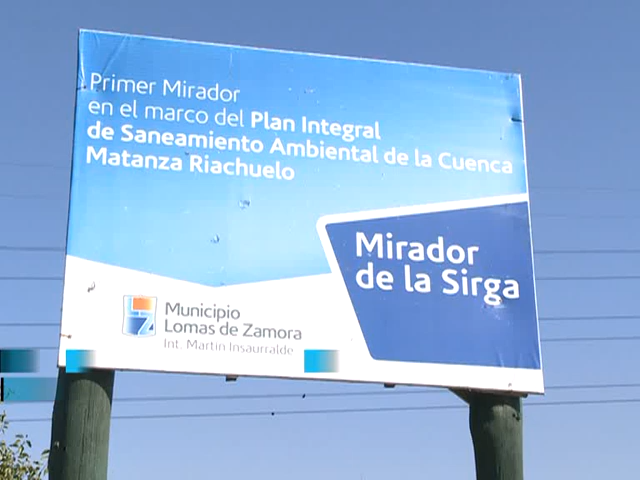 Primer Mirador
en el marco del Plan Integral
de Saneamiento Ambiental de la Cuenca
Matanza Riachuelo
Mirador
de la Sirga
LZ
Municipio
Lomas de Zamora
Int. Martín Insaurralde